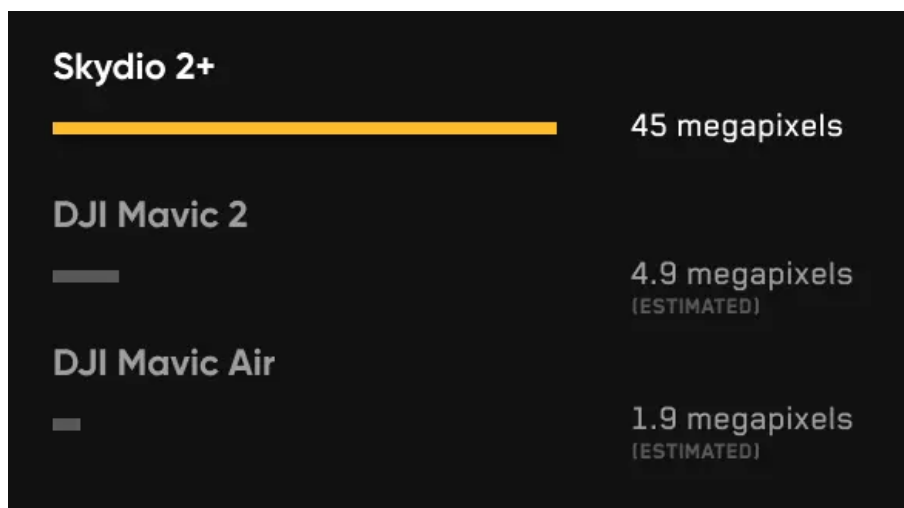 Skydio 2+
45 megapixels
DJI Mavic 2
4.9 megapixels
(ESTIMATED)
DJI Mavic Air
1.9 megapixels
(ESTIMATED)